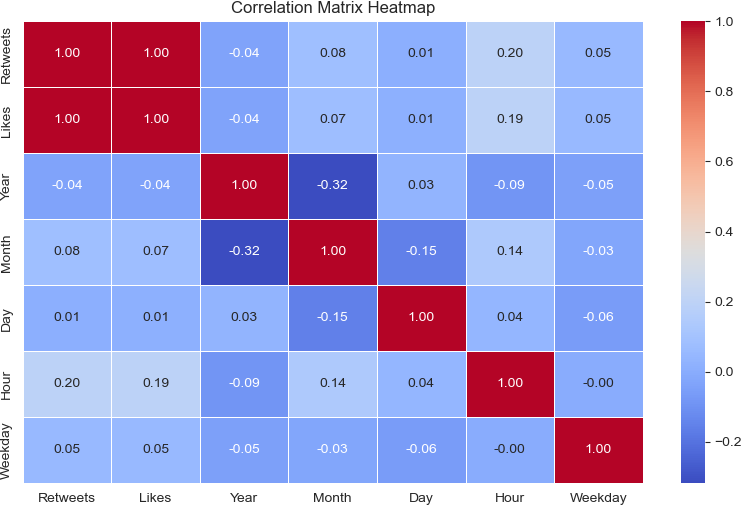 Correlation Matrix Heatmap
Retweets 1.00 1.00 -0.04 0.08 0.01 0.20 0.05
Likes 1.00 1.00 -0.04 0.07 0.01 0.19 0.05
Year -0.04 -0.04 1.00 -0.32 0.03 -0.09 -0.05
Month 0.08 0.07 -0.32 1.00 -0.15 0.14 -0.03
Day 0.01 0.01 0.03 -0.15 1.00 0.04 -0.06
Hour 0.20 0.19 -0.09 0.14 0.04 1.00 -0.00
Weekday 0.05 0.05 -0.05 -0.03 -0.06 -0.00 1.00
Retweets Likes Year Month Day Hour Weekday
1.0
0.8
0.6
0.4
0.2
0.0
−0.2